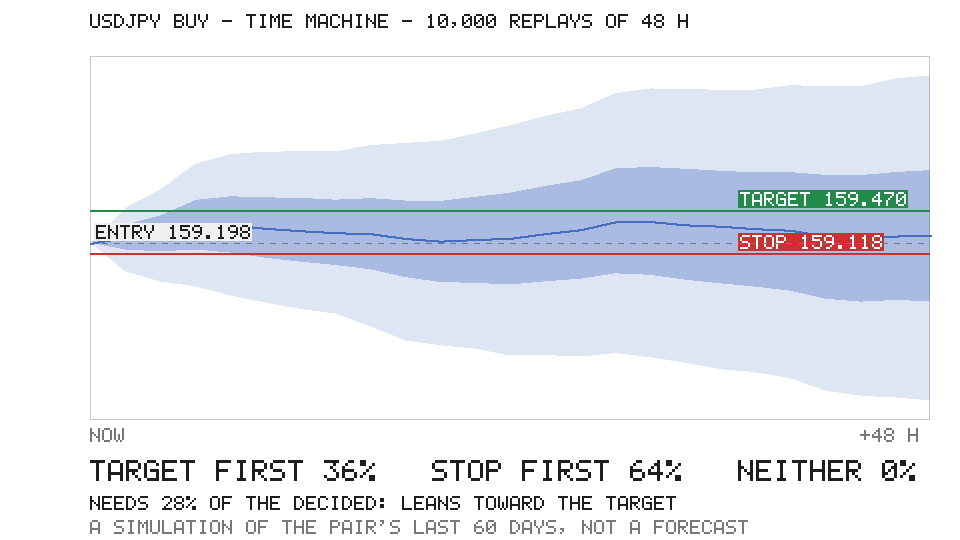 USDJPY BUY - TIME MACHINE - 10,000 REPLAYS OF 48 H
TARGET 159.470
ENTRY 159.198
STOP 159.118
NOW +48 H
TARGET FIRST 36% STOP FIRST 64% NEITHER 0%
NEEDS 28% OF THE DECIDED: LEANS TOWARD THE TARGET
A SIMULATION OF THE PAIR'S LAST 60 DAYS, NOT A FORECAST